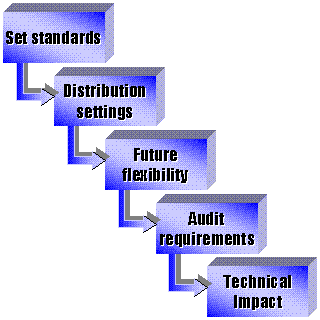 Set standards
Distribution
settings
Future
flexibility
Audit
requirements
Technical
Impact